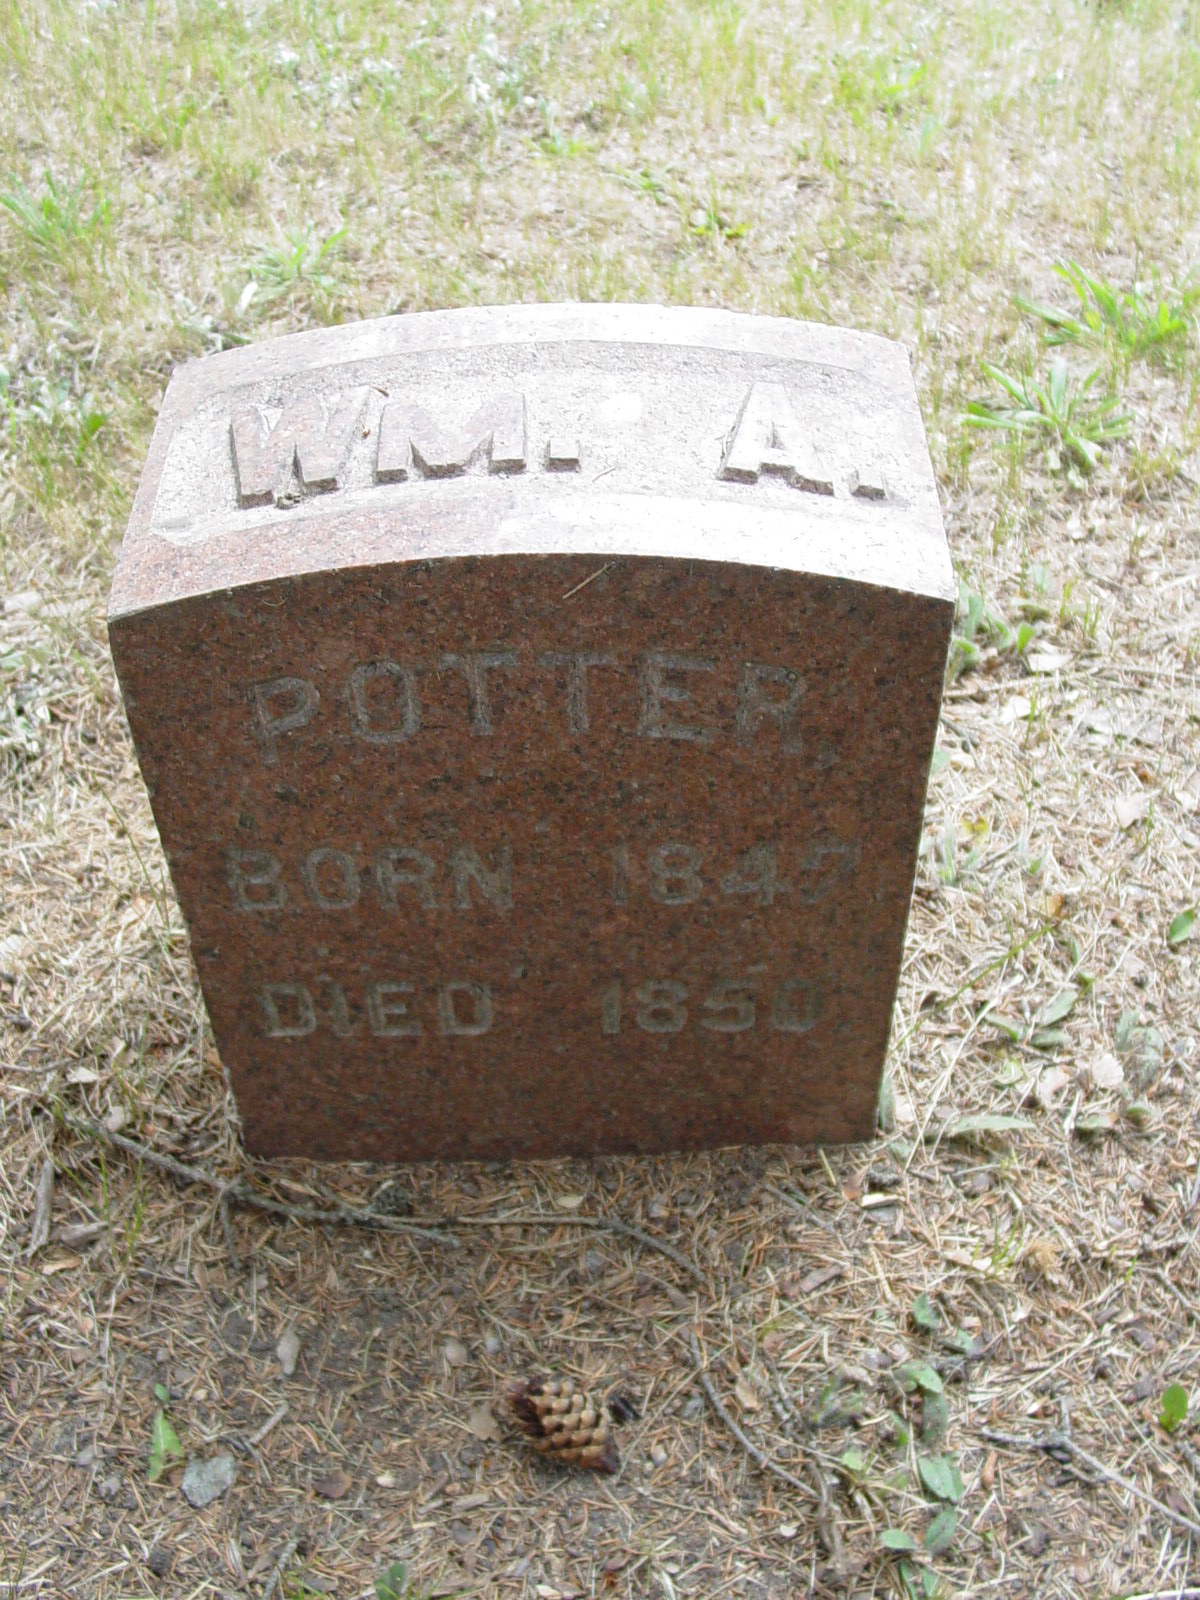 WM. A.
POTTER.
BORN 1847.
DIED 1850.